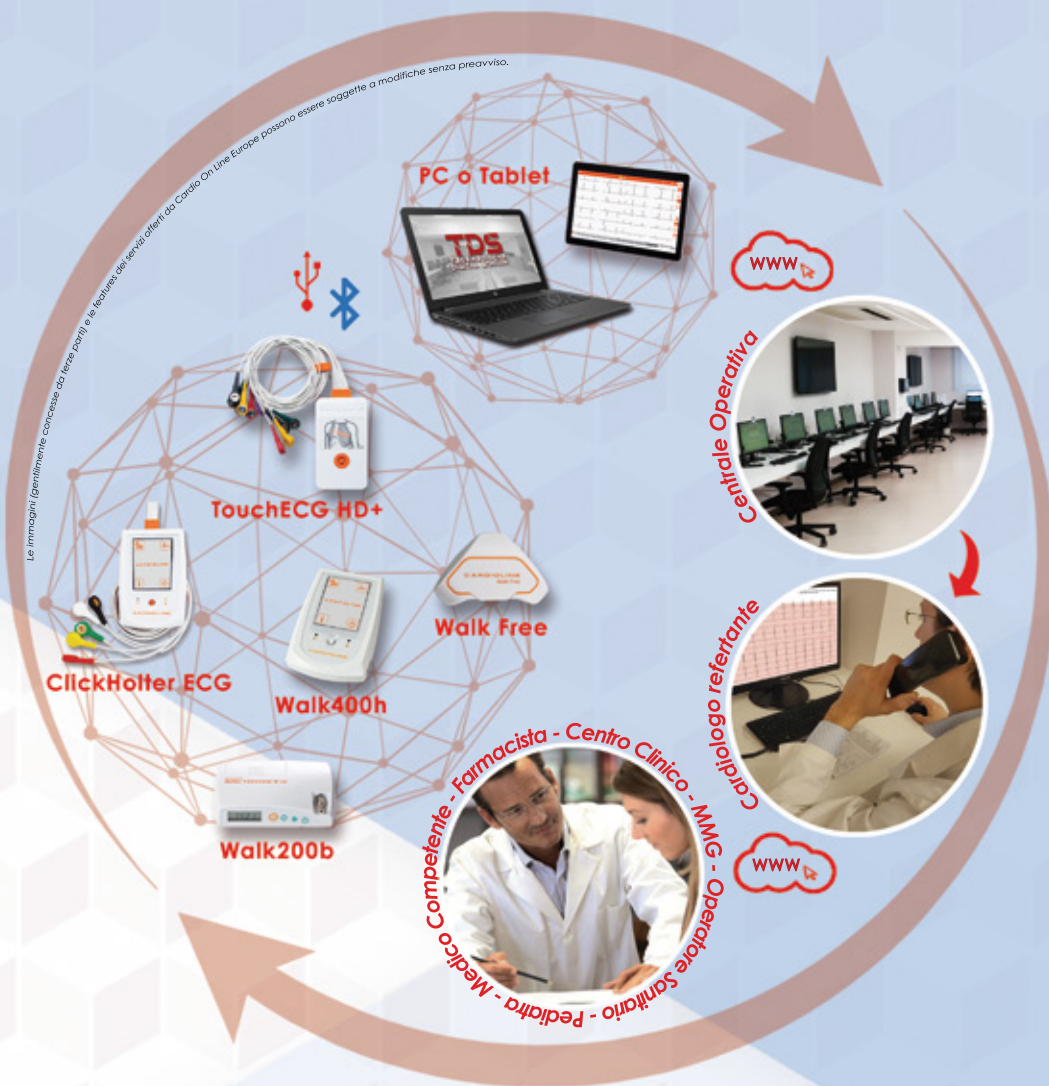 Le immagini (gentilmente concesse da terze parti) e le features dei servizi offerti da Cardio On Line Europe possono essere soggette a modifiche senza preavviso.
PC o Tablet
TDS
www
Centrale Operativa
TouchECG HD+
Walk Free
ClickHolter ECG
Walk400h
Cardiologo refertante
Walk200b
Medico Competente - Farmacista - Centro Clinico - GWW - Operatore Sanitario - Pediatra -
www